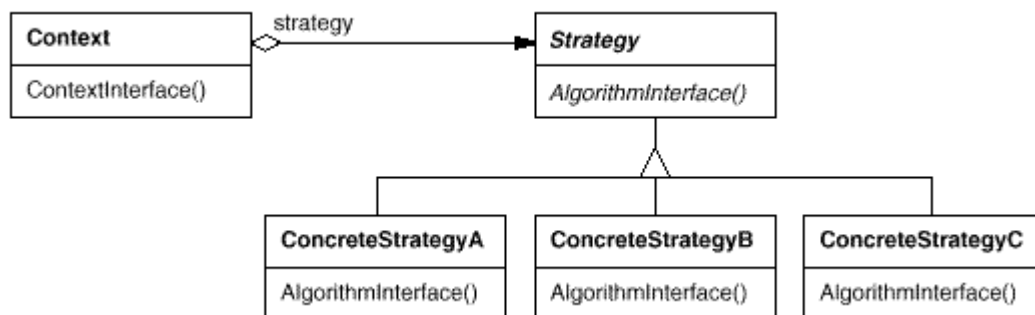 strategy
Context
Strategy
ContextInterface()
AlgorithmInterface()
ConcreteStrategyA
ConcreteStrategyB
ConcreteStrategyC
AlgorithmInterface()
AlgorithmInterface()
AlgorithmInterface()